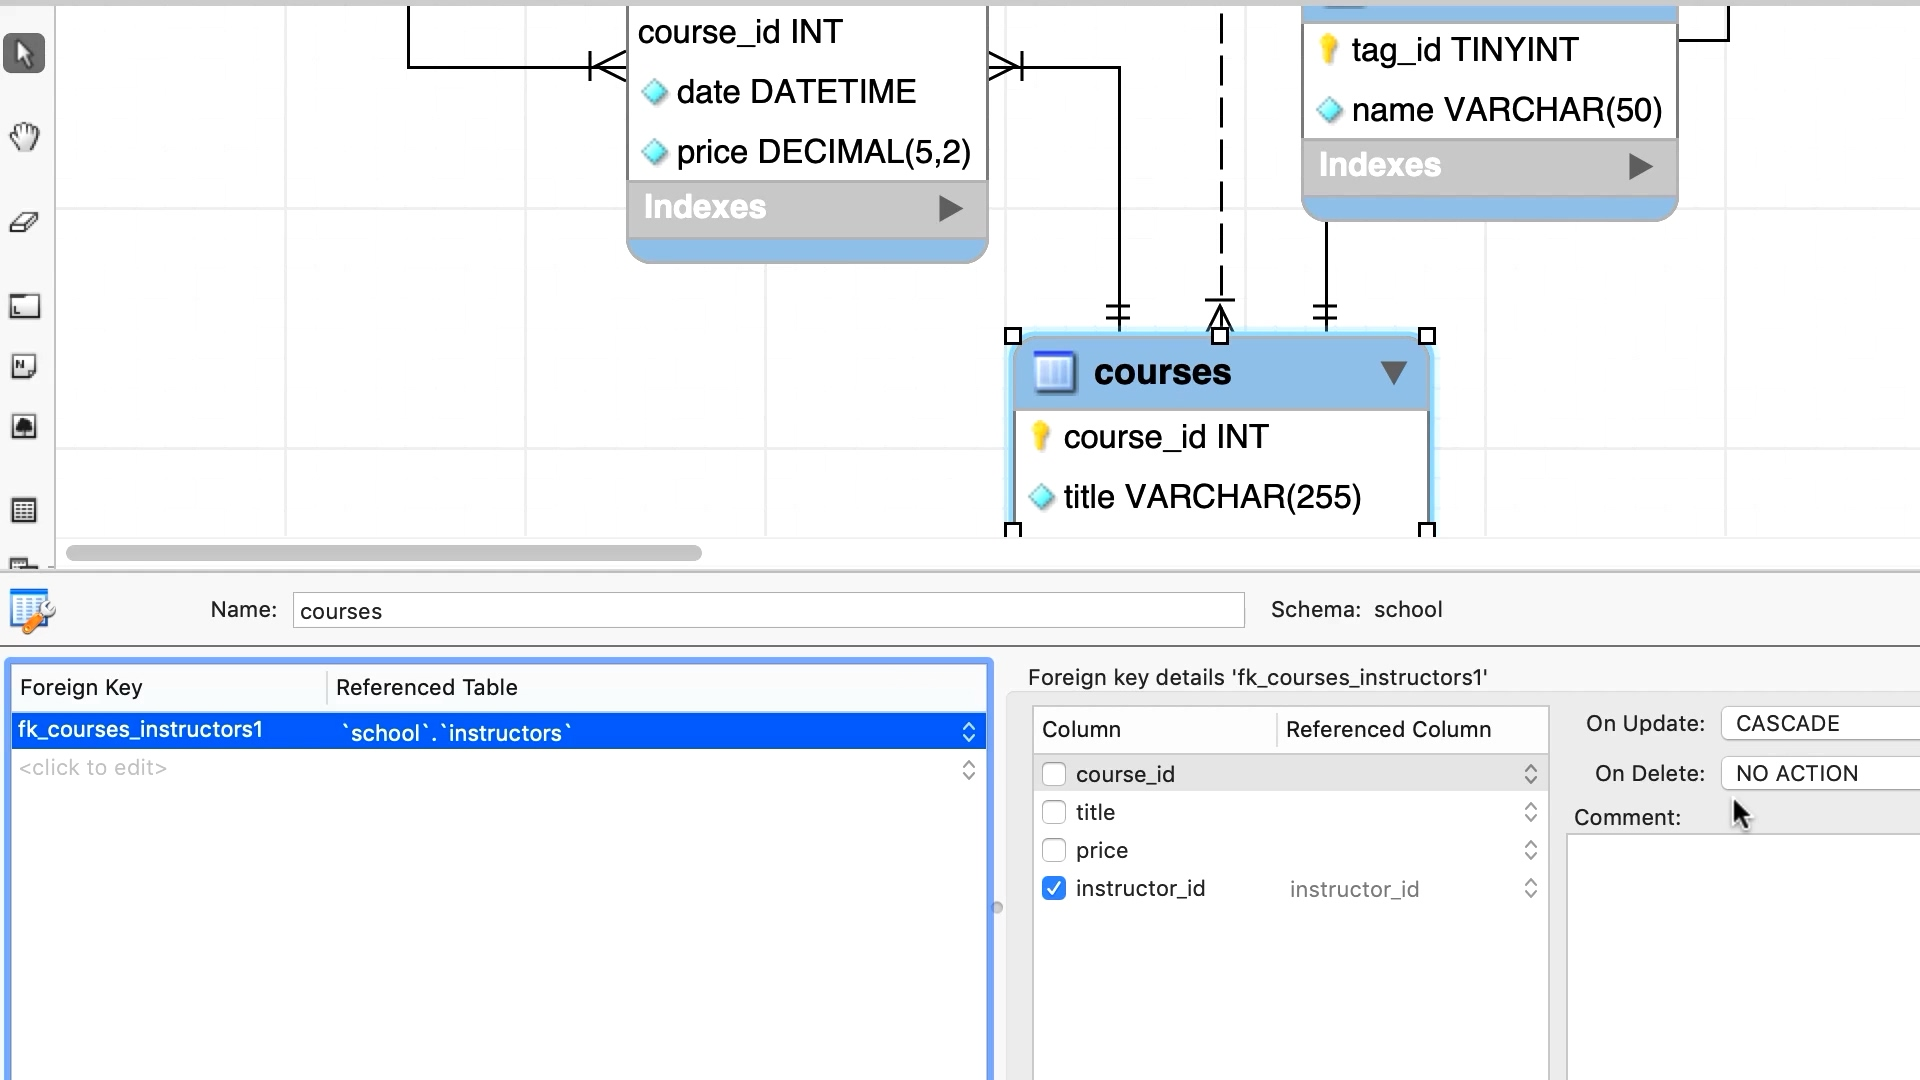 course_id INT
date DATETIME
price DECIMAL(5,2)
Indexes
tag_id TINYINT
name VARCHAR(50)
Indexes
courses
course_id INT
title VARCHAR(255)
Name: courses Schema: school
Foreign Key Referenced Table
fk_courses_instructors1 `school`.`instructors`
<click to edit>
Foreign key details 'fk_courses_instructors1'
Column Referenced Column
course_id
title
price
instructor_id instructor_id
On Update: CASCADE
On Delete: NO ACTION
Comment: